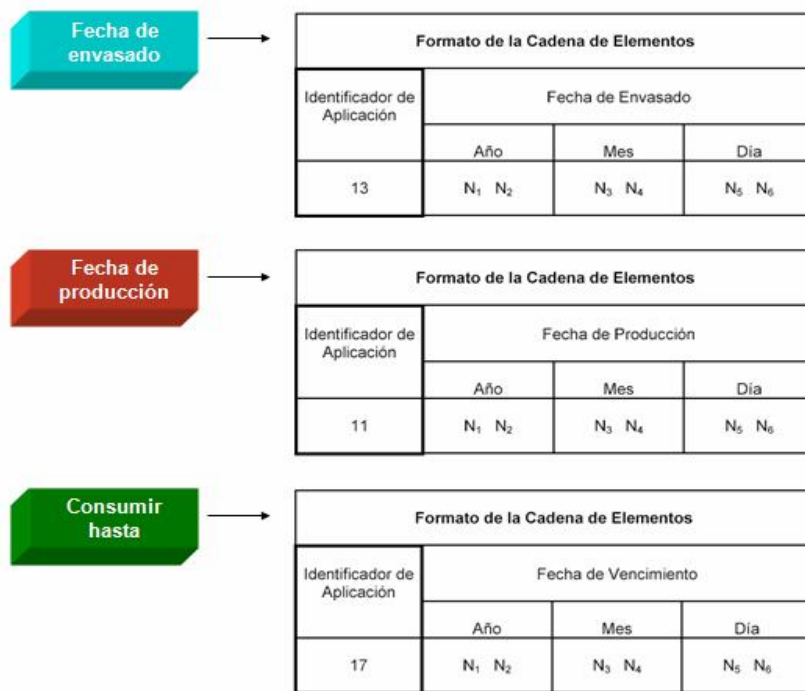 Fecha de
envasado
Formato de la Cadena de Elementos
Identificador de
Aplicación
Fecha de Envasado
Año Mes Día
13 N₁ N₂ N₃ N₄ N₅ N₆
Fecha de
producción
Formato de la Cadena de Elementos
Identificador de
Aplicación
Fecha de Producción
Año Mes Día
11 N₁ N₂ N₃ N₄ N₅ N₆
Consumir
hasta
Formato de la Cadena de Elementos
Identificador de
Aplicación
Fecha de Vencimiento
Año Mes Día
17 N₁ N₂ N₃ N₄ N₅ N₆